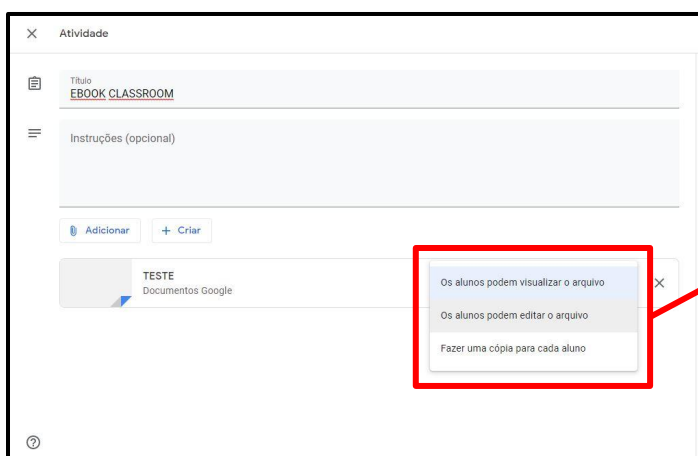 Atividade
Título
EBOOK CLASSROOM
Instruções (opcional)
Adicionar
+ Criar
TESTE
Documentos Google
Os alunos podem visualizar o arquivo
Os alunos podem editar o arquivo
Fazer uma cópia para cada aluno